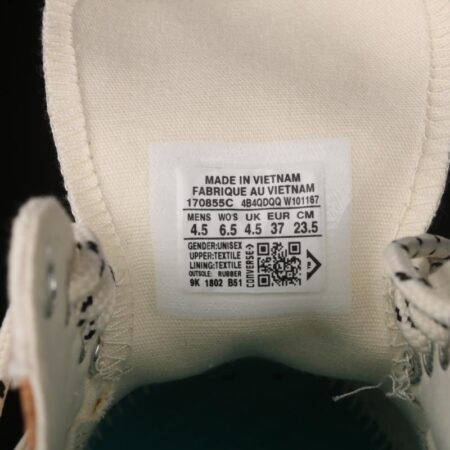 MADE IN VIETNAM
FABRIQUE AU VIETNAM
170855C 4B4QDQQ W101167
MENS WO'S UK EUR CM
4.5 6.5 4.5 37 23.5
GENDER:UNISEX
UPPER:TEXTILE
LINING:TEXTILE
OUTSOLE: RUBBER
9K 1802 B51
CONVERSE